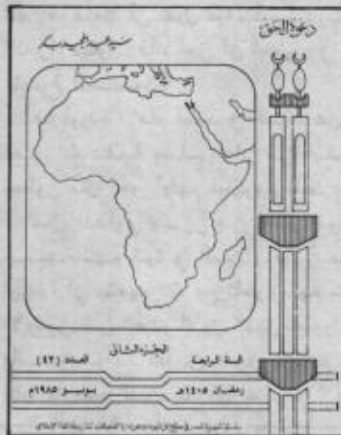 دعوة الحق
سيد عبد المجيد بكر
الجزء الثاني
السنة الرابعة العدد (٤٢)
رمضان ١٤٠٥هـ يونيو ١٩٨٥م